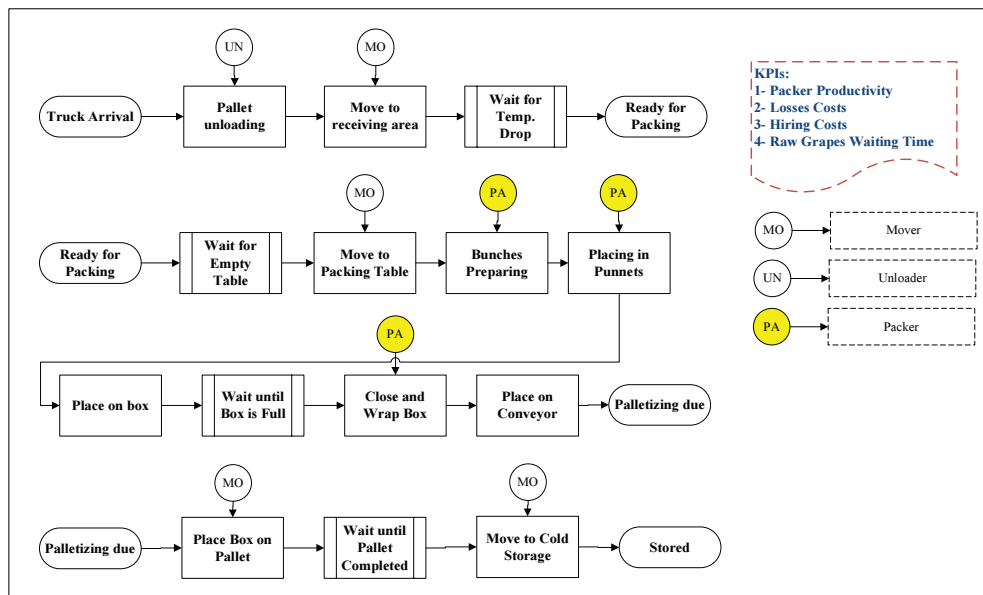 UN
MO
Truck Arrival
Pallet
unloading
Move to
receiving area
Wait for
Temp.
Drop
Ready for
Packing
KPIs:
1- Packer Productivity
2- Losses Costs
3- Hiring Costs
4- Raw Grapes Waiting Time
MO
PA
PA
Ready for
Packing
Wait for
Empty
Table
Move to
Packing Table
Bunches
Preparing
Placing in
Punnets
MO
Mover
UN
Unloader
PA
Packer
PA
Place on box
Wait until
Box is Full
Close and
Wrap Box
Place on
Conveyor
Palletizing due
MO
MO
Palletizing due
Place Box on
Pallet
Wait until
Pallet
Completed
Move to Cold
Storage
Stored